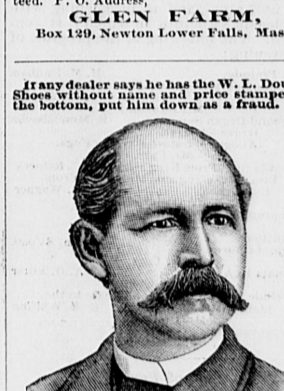 teed. P. O. Address,
GLEN FARM,
Box 129, Newton Lower Falls, Mas
If any dealer says he has the W. L. Dou
Shoes without name and price stampe
the bottom, put him down as a fraud.